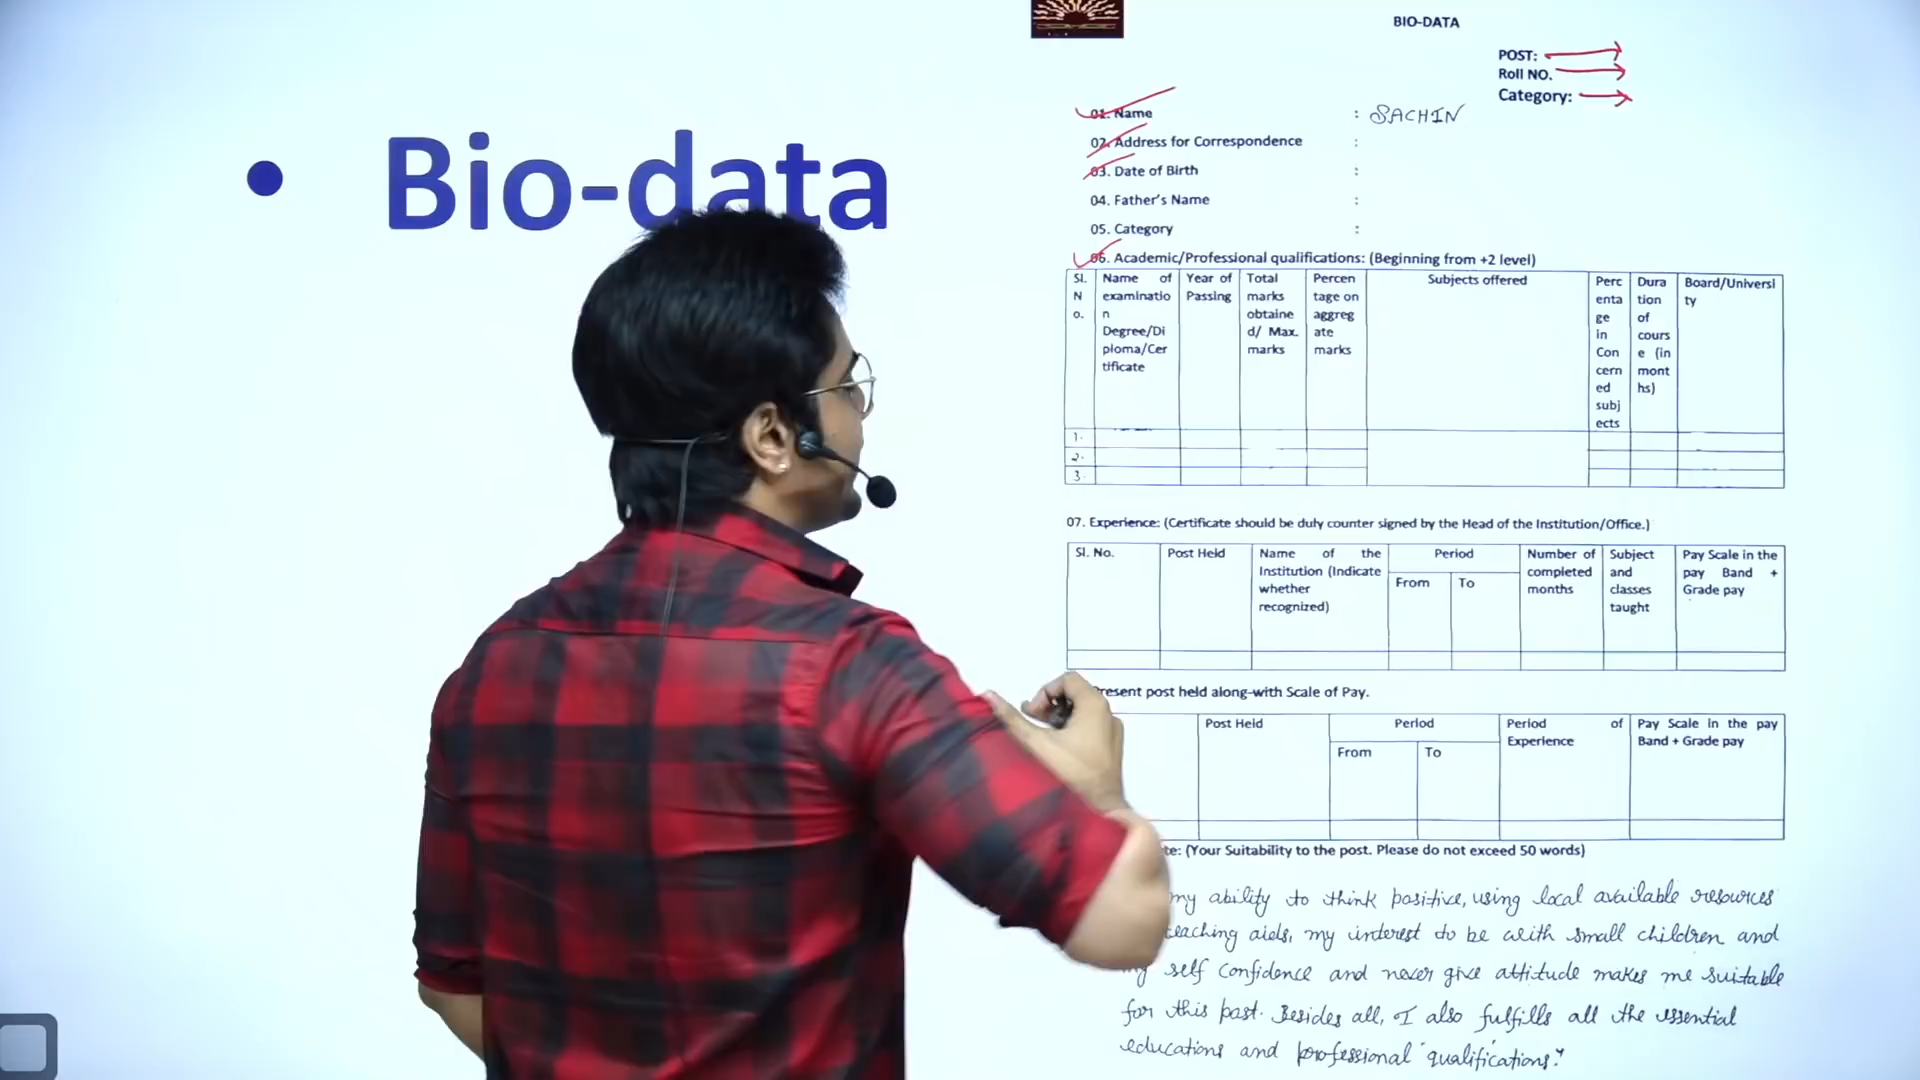 • Bio-data
BIO-DATA
POST:
Roll NO.
Category:
01. Name : SACHIN
02. Address for Correspondence :
03. Date of Birth :
04. Father's Name :
05. Category :
06. Academic/Professional qualifications: (Beginning from +2 level)
Sl. No. Name of examination Degree/Diploma/Certificate Year of Passing Total marks obtained/ Max. marks Percentage on aggregate marks Subjects offered Percentage in Concerned subjects Duration of course (in months) Board/University
1.
2.
3.
07. Experience: (Certificate should be duly counter signed by the Head of the Institution/Office.)
Sl. No. Post Held Name of the Institution (Indicate whether recognized) Period From To Number of completed months Subject and classes taught Pay Scale in the pay Band + Grade pay
Present post held along-with Scale of Pay.
Post Held Period From To Period of Experience Pay Scale in the pay Band + Grade pay
te: (Your Suitability to the post. Please do not exceed 50 words)
my ability to think positive, using local available resources
teaching aids, my interest to be with small children and
self confidence and never give attitude makes me suitable
for this post. Besides all, I also fulfills all the essential
educations and professional qualifications."